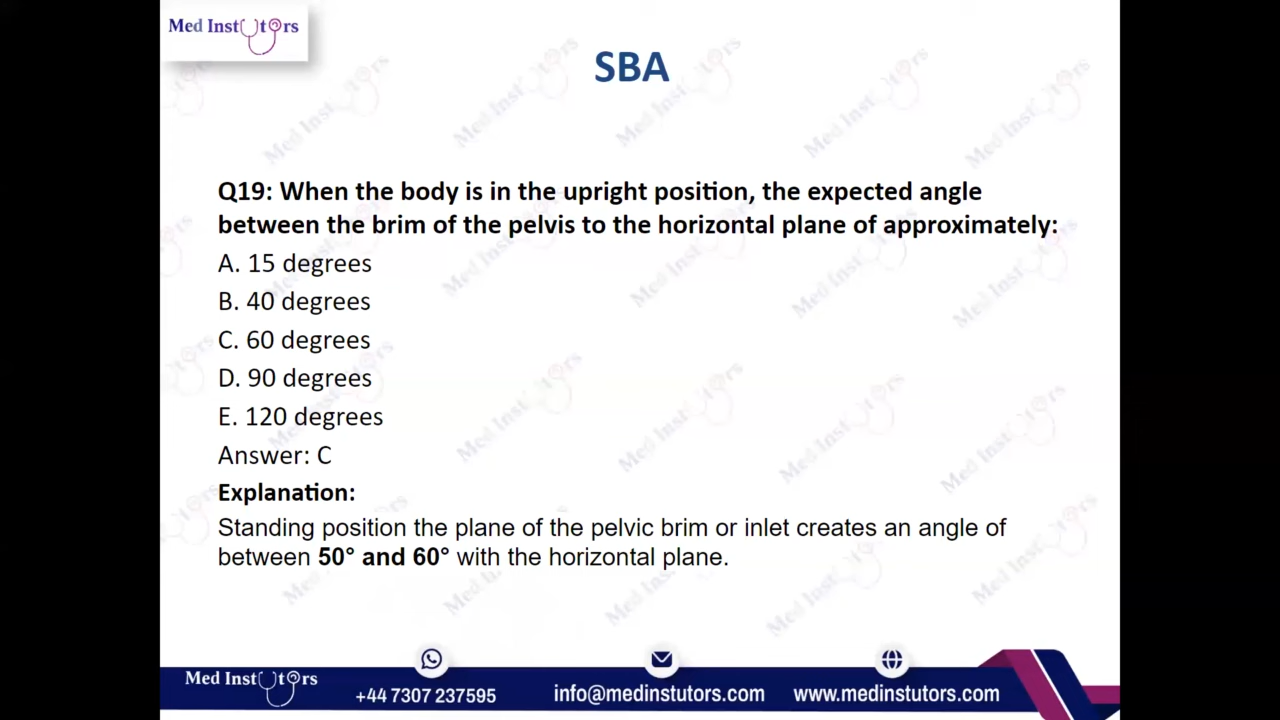 Med Instutors
SBA
Q19: When the body is in the upright position, the expected angle
between the brim of the pelvis to the horizontal plane of approximately:
A. 15 degrees
B. 40 degrees
C. 60 degrees
D. 90 degrees
E. 120 degrees
Answer: C
Explanation:
Standing position the plane of the pelvic brim or inlet creates an angle of
between 50° and 60° with the horizontal plane.
Med Instutors
+44 7307 237595
info@medinstutors.com
www.medinstutors.com